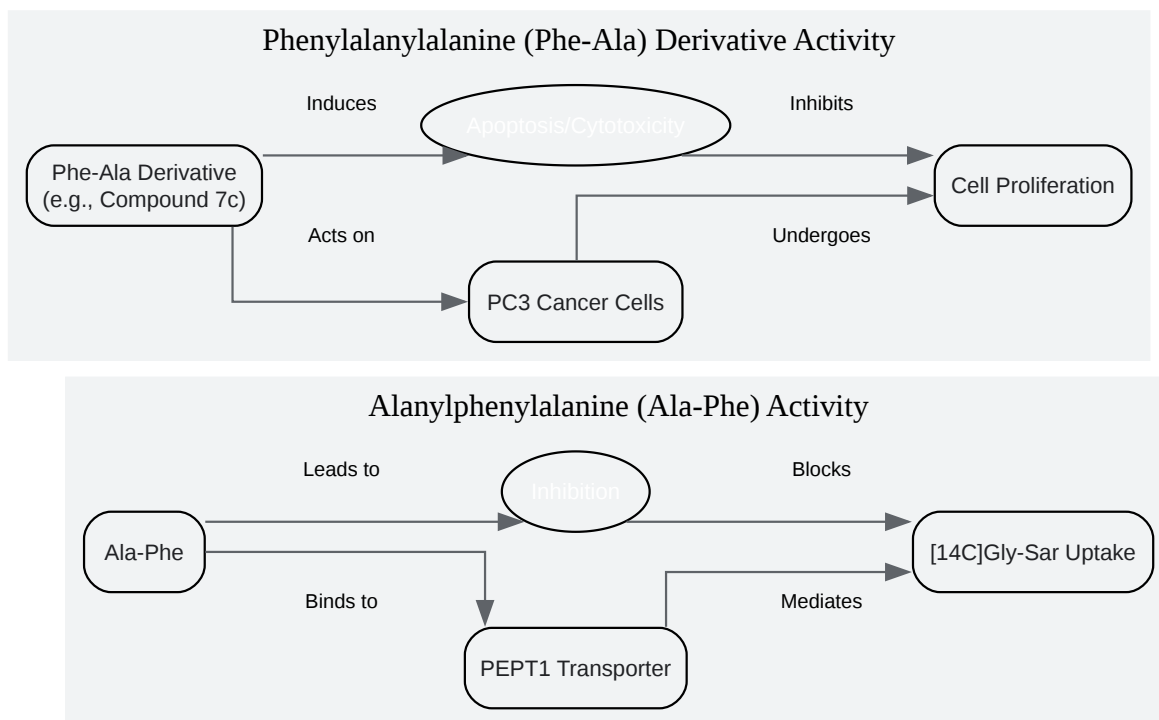 Phenylalanylalanine (Phe-Ala) Derivative Activity
Induces
Apoptosis/Cytotoxicity
Inhibits
Phe-Ala Derivative
(e.g., Compound 7c)
Cell Proliferation
Acts on
Undergoes
PC3 Cancer Cells
Alanylphenylalanine (Ala-Phe) Activity
Leads to
Inhibition
Blocks
Ala-Phe
[14C]Gly-Sar Uptake
Binds to
Mediates
PEPT1 Transporter